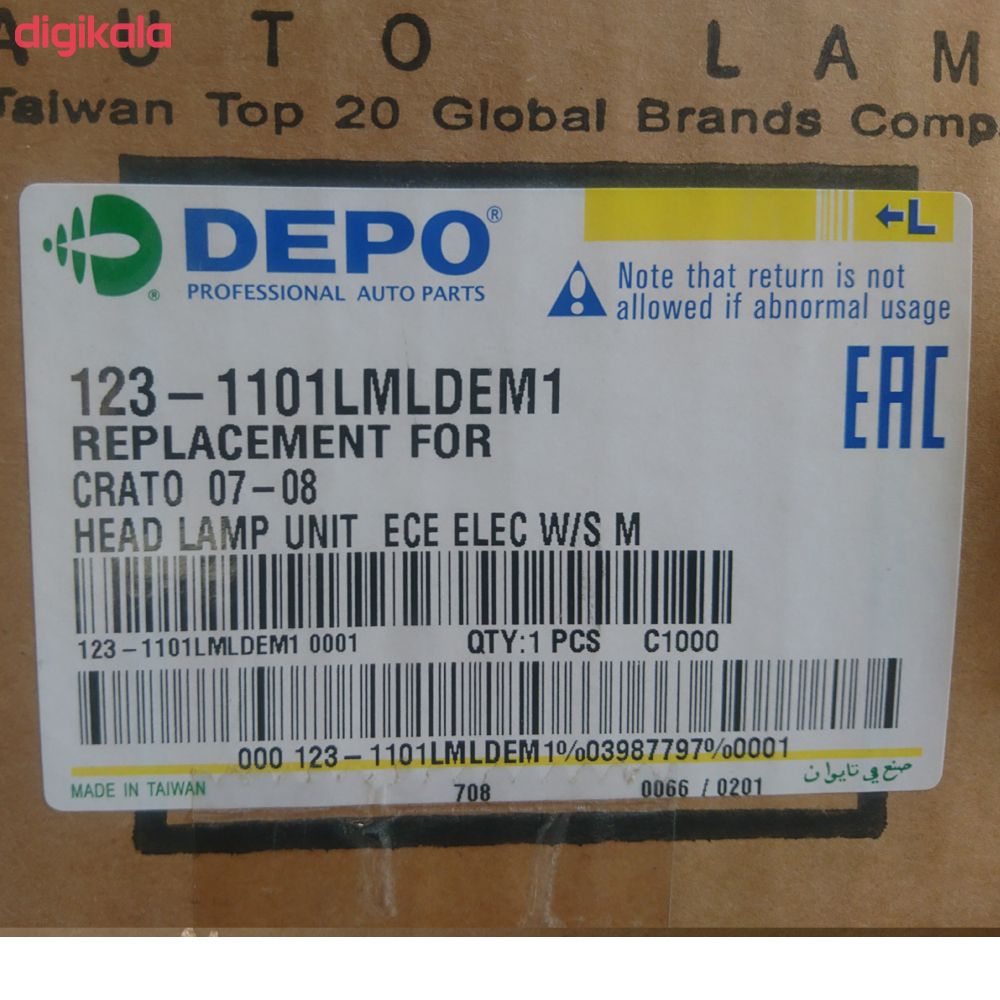 digikala
AUTO LAM
Taiwan Top 20 Global Brands Comp
DEPO®
PROFESSIONAL AUTO PARTS
®
←L
Note that return is not
allowed if abnormal usage
EAC
123-1101LMLDEM1
REPLACEMENT FOR
CRATO 07-08
HEAD LAMP UNIT ECE ELEC W/S M
123-1101LMLDEM1 0001 QTY:1 PCS C1000
000 123-1101LMLDEM1%03987797%0001
MADE IN TAIWAN 708 0066 / 0201 صنع في تايوان